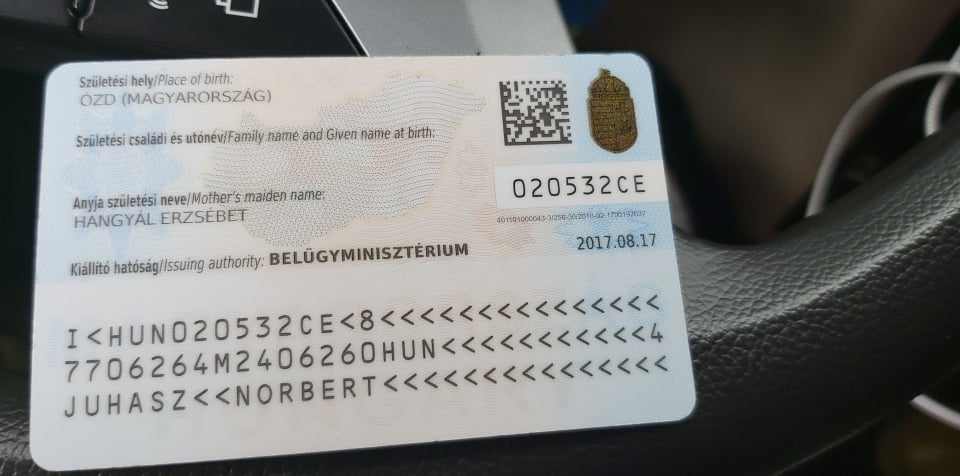 Születési hely/Place of birth:
ÓZD (MAGYARORSZÁG)
Születési családi és utónév/Family name and Given name at birth:
020532CE
Anyja születési neve/Mother's maiden name:
HANGYÁL ERZSÉBET
2017.08.17
Kiállító hatóság/Issuing authority: BELÜGYMINISZTÉRIUM
I<HUN020532CE<8<<<<<<<<<<<<<<<
7706264M2406260HUN<<<<<<<<<<<4
JUHASZ<<NORBERT<<<<<<<<<<<<<<<